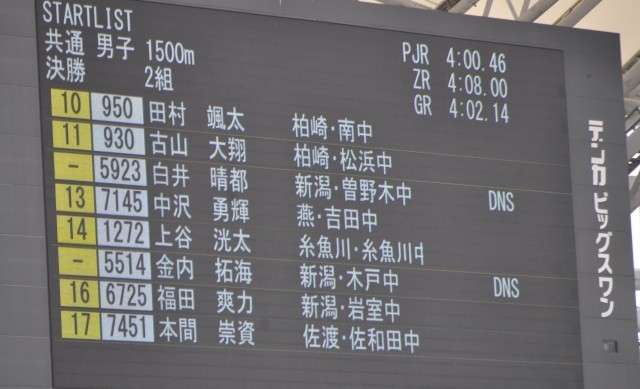 STARTLIST
共通 男子 1500m
決勝 2組
PJR 4:00.46
ZR 4:08.00
GR 4:02.14
10 950 田村 颯太 柏崎・南中
11 930 古山 大翔 柏崎・松浜中
- 5923 白井 晴都 新潟・曽野木中 DNS
13 7145 中沢 勇輝 燕・吉田中
14 1272 上谷 洸太 糸魚川・糸魚川中
- 5514 金内 拓海 新潟・木戸中 DNS
16 6725 福田 爽力 新潟・岩室中
17 7451 本間 崇資 佐渡・佐和田中
デンカビッグスワン